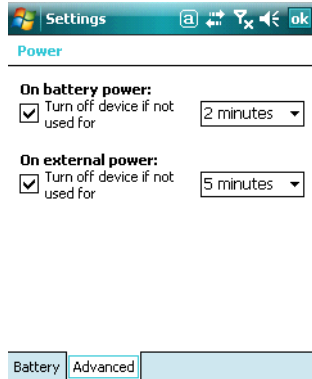 Settings
a
ok
Power
On battery power:
Turn off device if not
used for
2 minutes
On external power:
Turn off device if not
used for
5 minutes
Battery
Advanced